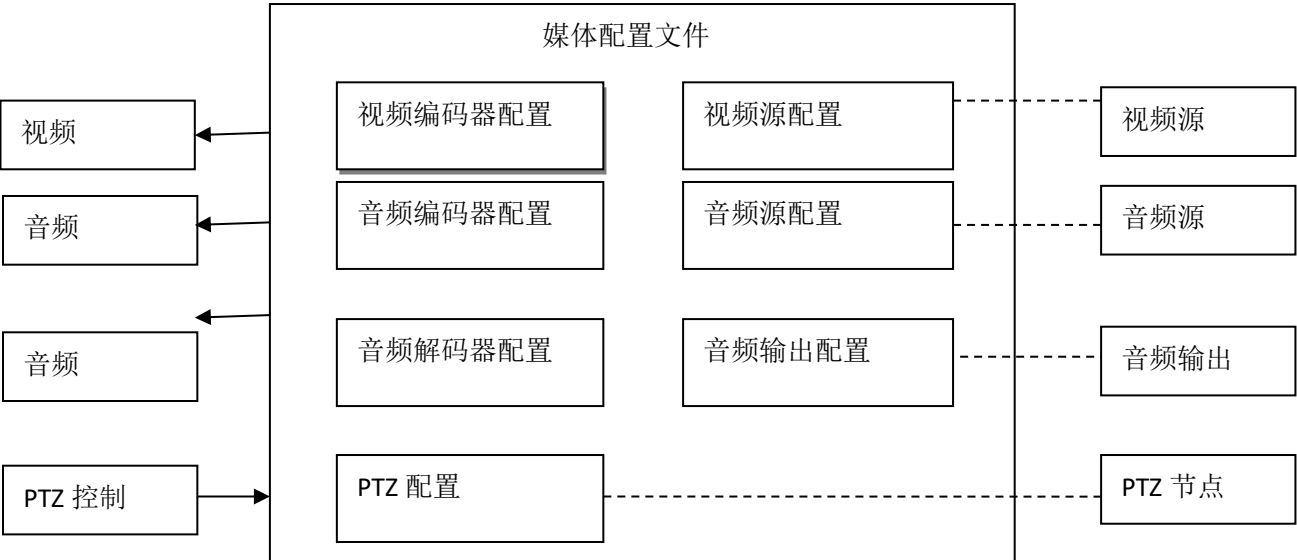 媒体配置文件
视频
视频编码器配置
视频源配置
视频源
音频
音频编码器配置
音频源配置
音频源
音频
音频解码器配置
音频输出配置
音频输出
PTZ 控制
PTZ 配置
PTZ 节点